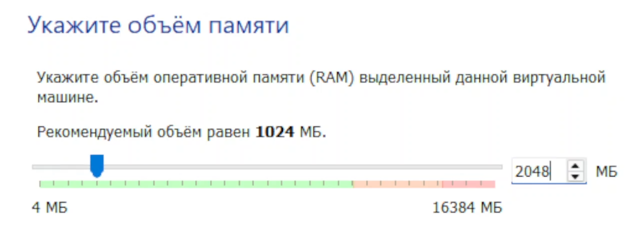 Укажите объём памяти
Укажите объём оперативной памяти (RAM) выделенный данной виртуальной
машине.
Рекомендуемый объём равен 1024 МБ.
2048 МБ
4 МБ 16384 МБ